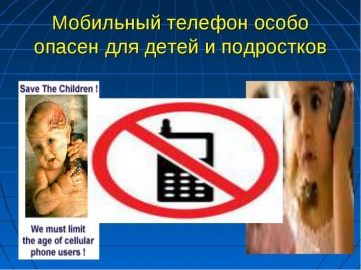 Мобильный телефон особо
опасен для детей и подростков
Save The Children !
We must limit
the age of cellular
phone users !